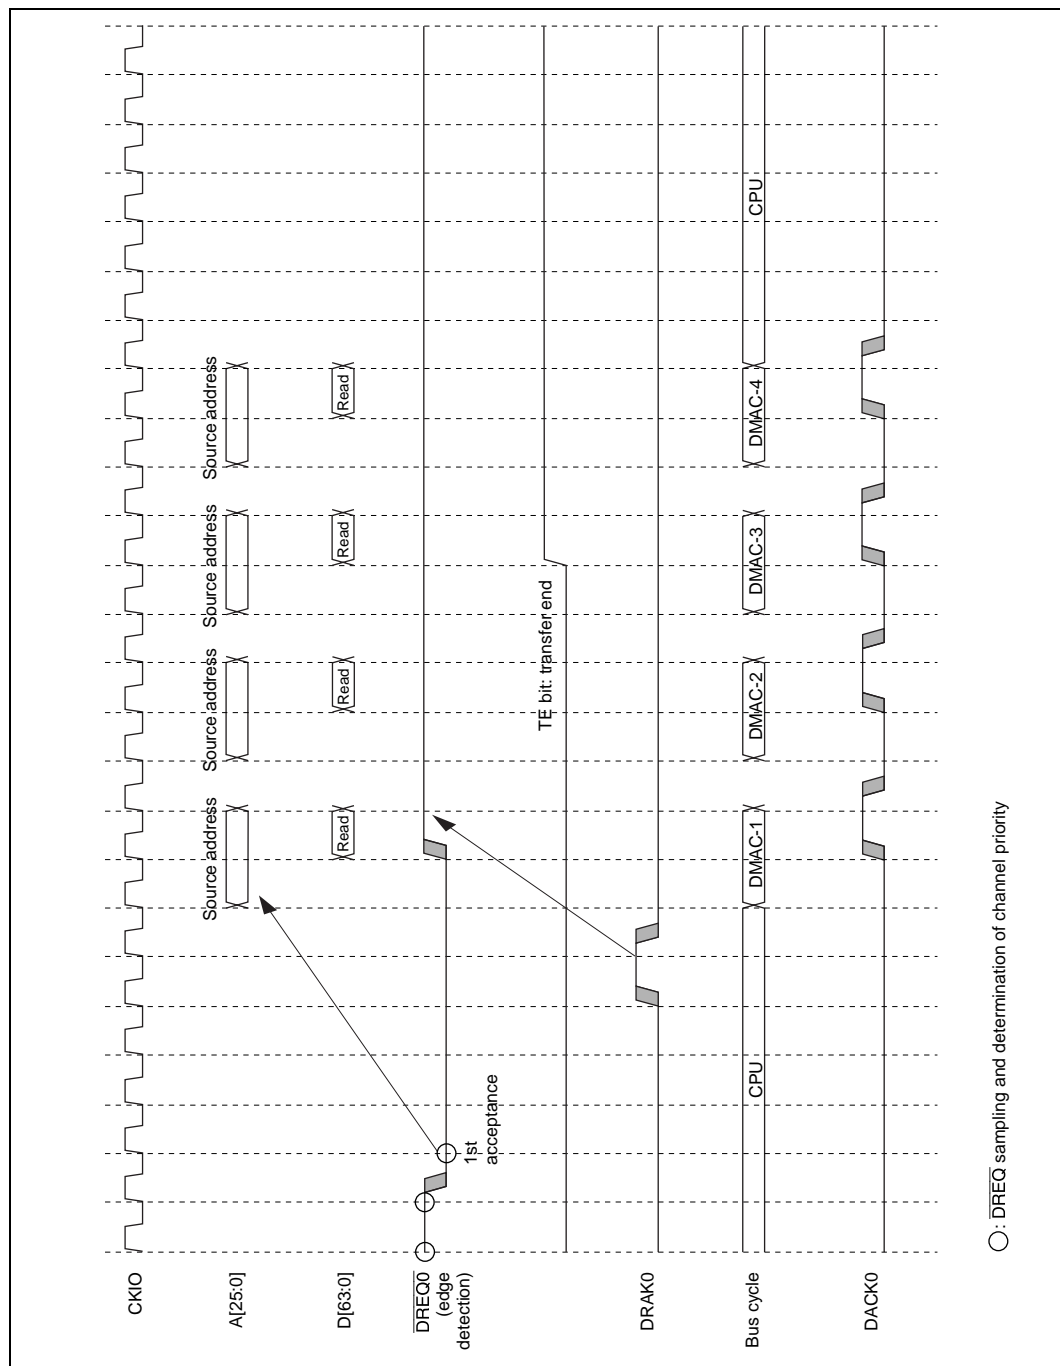 CKIO
A[25:0]
Source address
Source address
Source address
Source address
D[63:0]
Read
Read
Read
Read
DREQ0
(edge
detection)
1st
acceptance
TE bit: transfer end
DRAK0
Bus cycle
CPU
DMAC-1
DMAC-2
DMAC-3
DMAC-4
CPU
DACK0
: DREQ sampling and determination of channel priority